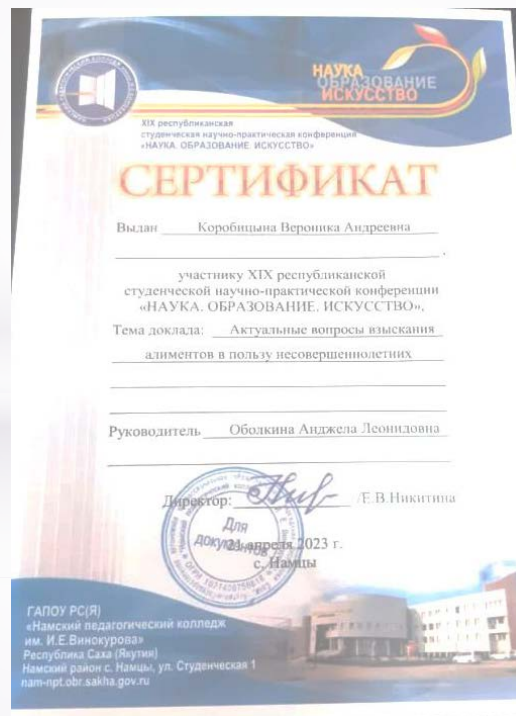 НАУКА
ОБРАЗОВАНИЕ
ИСКУССТВО
XIX республиканская
студенческая научно-практическая конференция
«НАУКА. ОБРАЗОВАНИЕ. ИСКУССТВО»
СЕРТИФИКАТ
Выдан Коробицына Вероника Андреевна
участнику XIX республиканской
студенческой научно-практической конференции
«НАУКА. ОБРАЗОВАНИЕ. ИСКУССТВО»,
Тема доклада: Актуальные вопросы взыскания
алиментов в пользу несовершеннолетних
Руководитель Оболкина Анджела Леонидовна
Директор: /Е.В.Никитина
Для
документов
21 апреля 2023 г.
с. Намцы
ГАПОУ РС(Я)
«Намский педагогический колледж
им. И.Е.Винокурова»
Республика Саха (Якутия)
Намский район с. Намцы, ул. Студенческая 1
nam-npt.obr.sakha.gov.ru